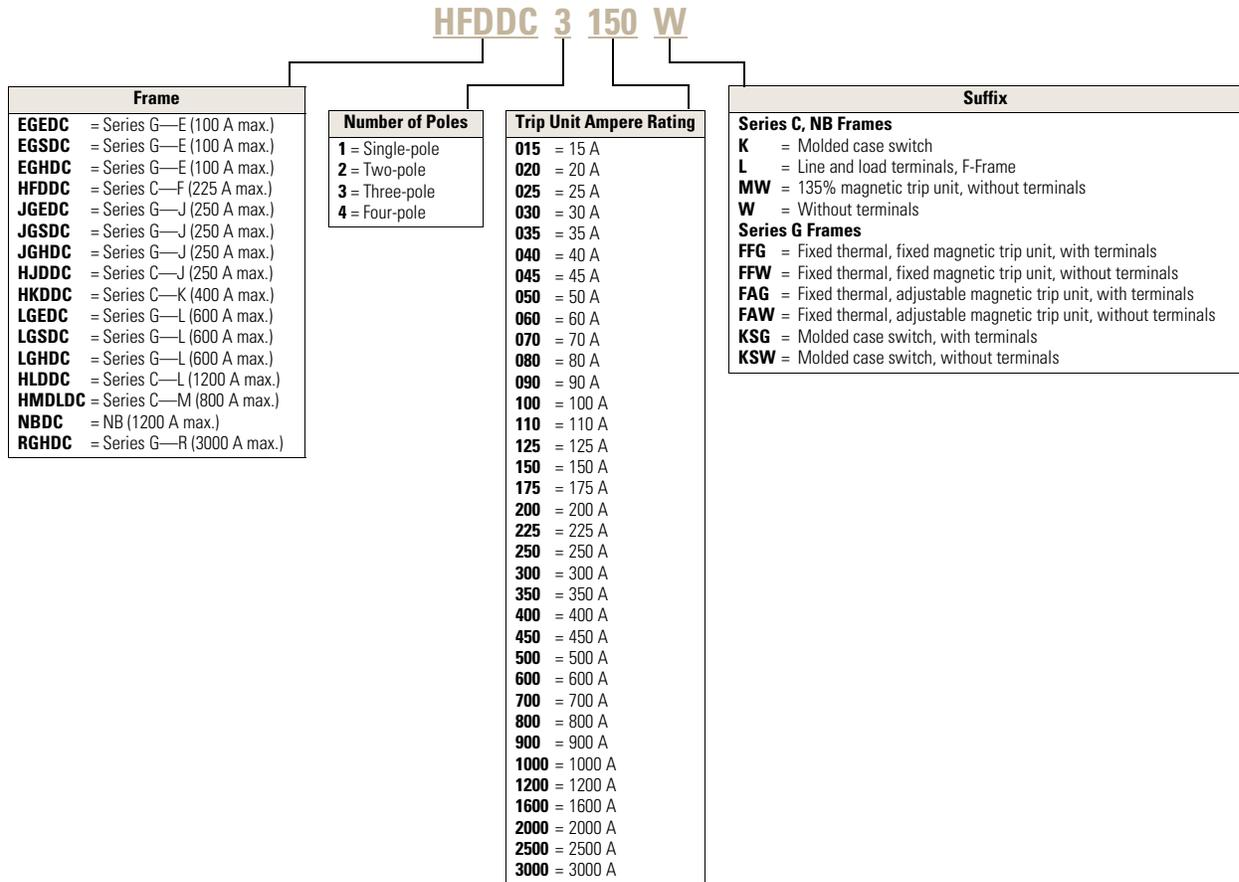 HFDDC 3 150 W
Frame
EGEDC = Series G—E (100 A max.)
EGSDC = Series G—E (100 A max.)
EGHDC = Series G—E (100 A max.)
HFDDC = Series C—F (225 A max.)
JGEDC = Series G—J (250 A max.)
JGSDC = Series G—J (250 A max.)
JGHDC = Series G—J (250 A max.)
HJDDC = Series C—J (250 A max.)
HKDDC = Series C—K (400 A max.)
LGEDC = Series G—L (600 A max.)
LGSDC = Series G—L (600 A max.)
LGHDC = Series G—L (600 A max.)
HLDDC = Series C—L (1200 A max.)
HMDLDC = Series C—M (800 A max.)
NBDC = NB (1200 A max.)
RGHDC = Series G—R (3000 A max.)
Number of Poles
1 = Single-pole
2 = Two-pole
3 = Three-pole
4 = Four-pole
Trip Unit Ampere Rating
015 = 15 A
020 = 20 A
025 = 25 A
030 = 30 A
035 = 35 A
040 = 40 A
045 = 45 A
050 = 50 A
060 = 60 A
070 = 70 A
080 = 80 A
090 = 90 A
100 = 100 A
110 = 110 A
125 = 125 A
150 = 150 A
175 = 175 A
200 = 200 A
225 = 225 A
250 = 250 A
300 = 300 A
350 = 350 A
400 = 400 A
450 = 450 A
500 = 500 A
600 = 600 A
700 = 700 A
800 = 800 A
900 = 900 A
1000 = 1000 A
1200 = 1200 A
1600 = 1600 A
2000 = 2000 A
2500 = 2500 A
3000 = 3000 A
Suffix
Series C, NB Frames
K = Molded case switch
L = Line and load terminals, F-Frame
MW = 135% magnetic trip unit, without terminals
W = Without terminals
Series G Frames
FFG = Fixed thermal, fixed magnetic trip unit, with terminals
FFW = Fixed thermal, fixed magnetic trip unit, without terminals
FAG = Fixed thermal, adjustable magnetic trip unit, with terminals
FAW = Fixed thermal, adjustable magnetic trip unit, without terminals
KSG = Molded case switch, with terminals
KSW = Molded case switch, without terminals